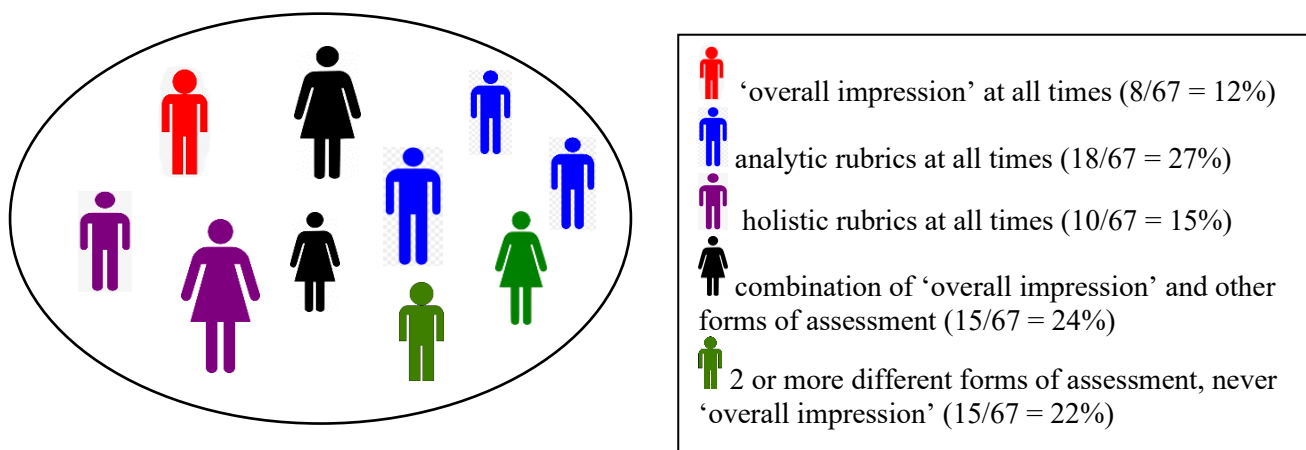 ‘overall impression’ at all times (8/67 = 12%)
analytic rubrics at all times (18/67 = 27%)
holistic rubrics at all times (10/67 = 15%)
combination of ‘overall impression’ and other
forms of assessment (15/67 = 24%)
2 or more different forms of assessment, never
‘overall impression’ (15/67 = 22%)